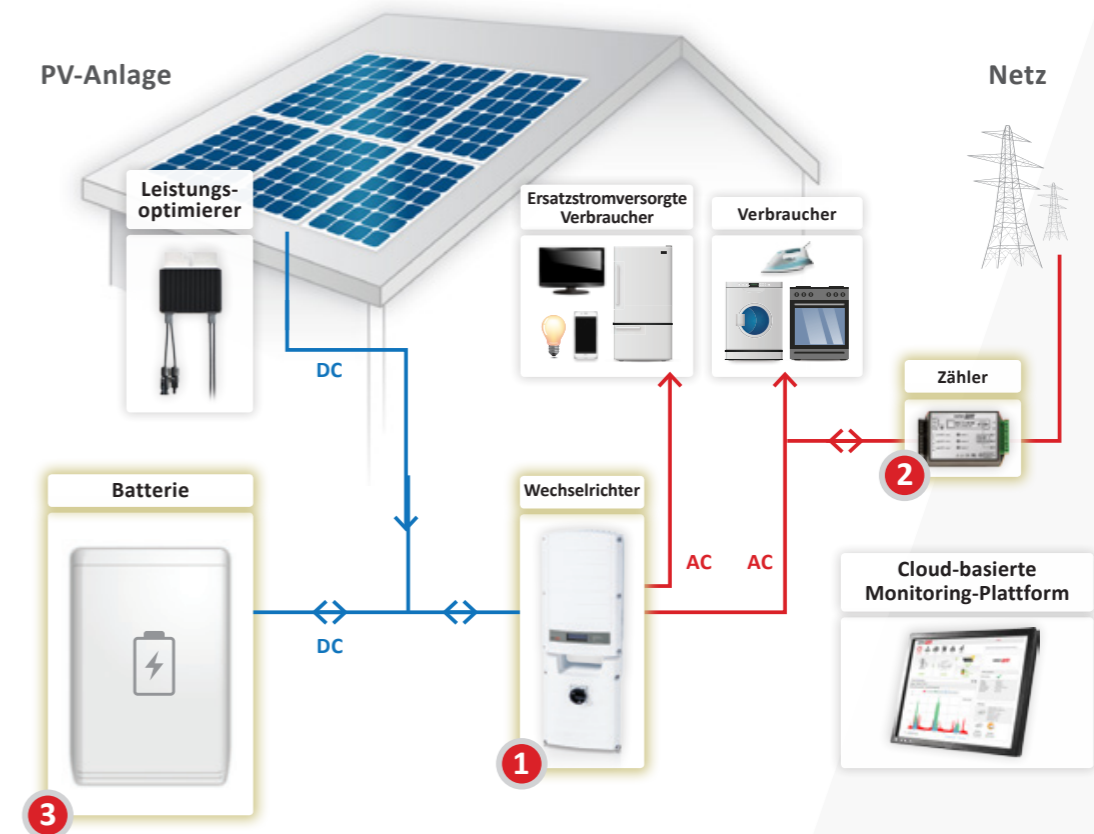 PV-Anlage
Netz
Leistungs-
optimierer
Ersatzstromversorgte
Verbraucher
Verbraucher
DC
Zähler
2
Batterie
Wechselrichter
AC
AC
DC
Cloud-basierte
Monitoring-Plattform
1
3